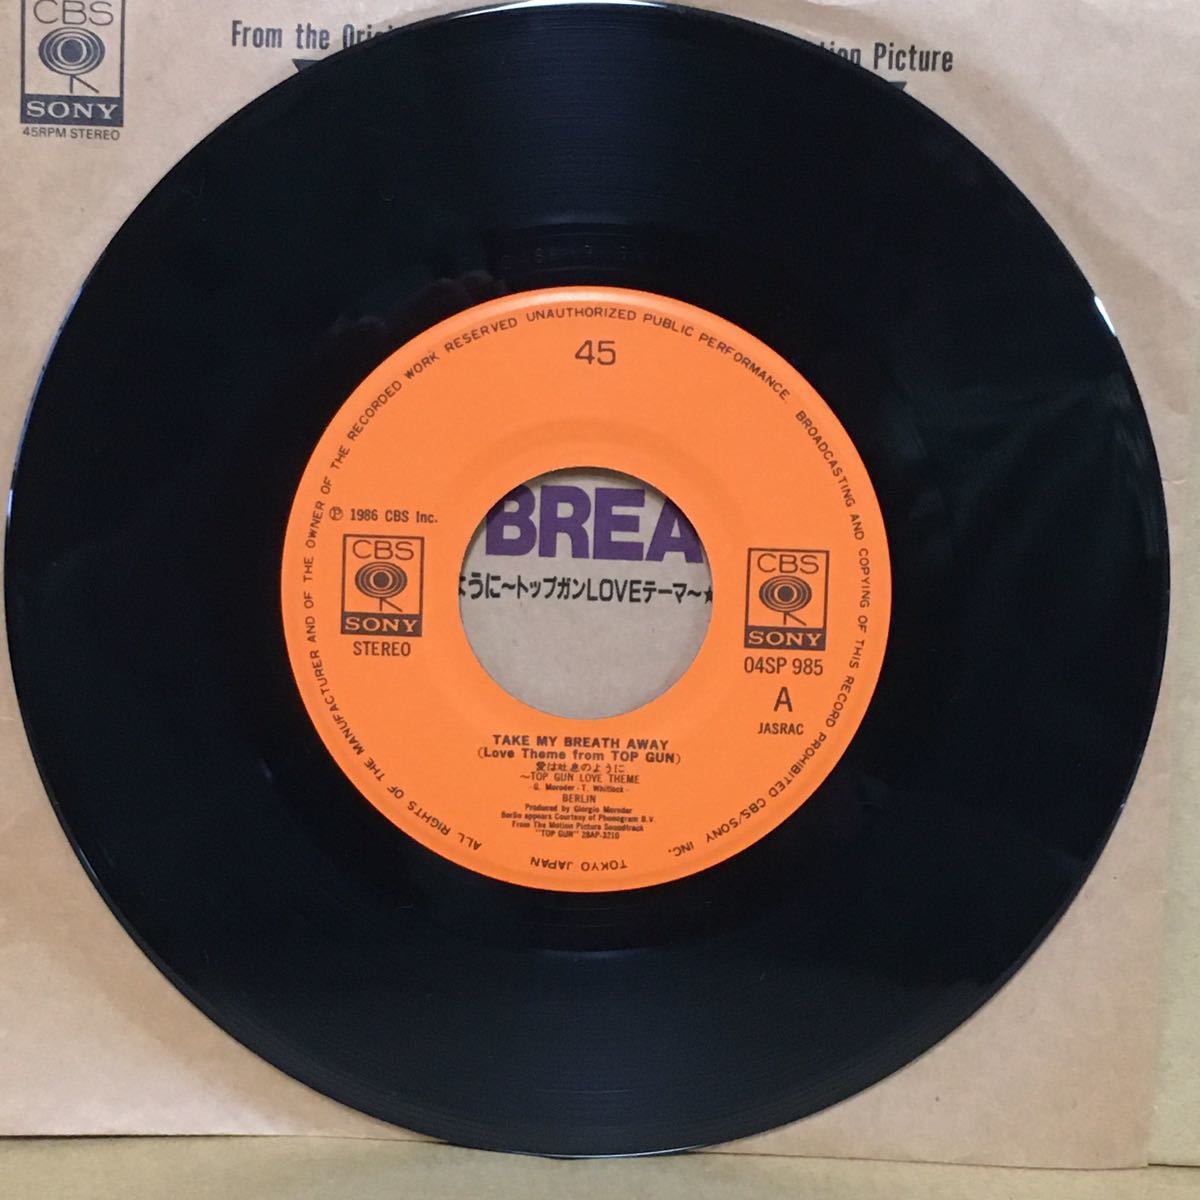 CBS
SONY
45RPM STEREO
From the
Picture
ALL RIGHTS OF THE MANUFACTURER AND OF THE OWNER OF THE RECORDED WORK RESERVED UNAUTHORIZED PUBLIC PERFORMANCE. BROADCASTING AND COPYING OF THIS RECORD PROHIBITED CBS/SONY INC.
TOKYO JAPAN
45
℗ 1986 CBS Inc.
CBS
SONY
STEREO
BREA
ように〜トップガンLOVEテーマ〜★
CBS
SONY
04SP 985
A
JASRAC
TAKE MY BREATH AWAY
(Love Theme from TOP GUN)
愛は吐息のように
〜TOP GUN LOVE THEME
-G. Moroder - T. Whitlock-
BERLIN
Produced by Giorgio Moroder
Berlin appears Courtesy of Phonogram B.V.
From The Motion Picture Soundtrack
"TOP GUN" 28AP-3210